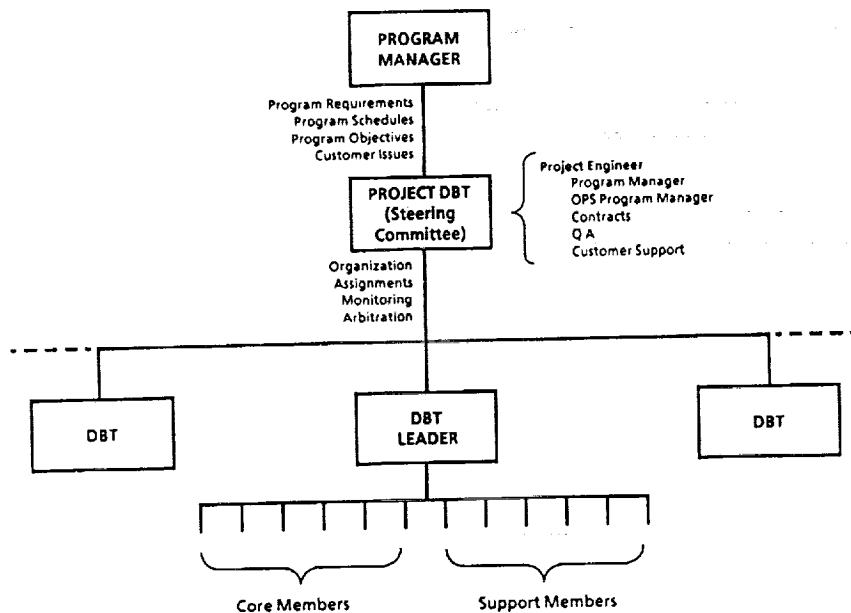 PROGRAM
MANAGER
Program Requirements
Program Schedules
Program Objectives
Customer Issues
PROJECT DBT
(Steering
Committee)
Project Engineer
Program Manager
OPS Program Manager
Contracts
Q A
Customer Support
Organization
Assignments
Monitoring
Arbitration
DBT
DBT
LEADER
DBT
Core Members
Support Members